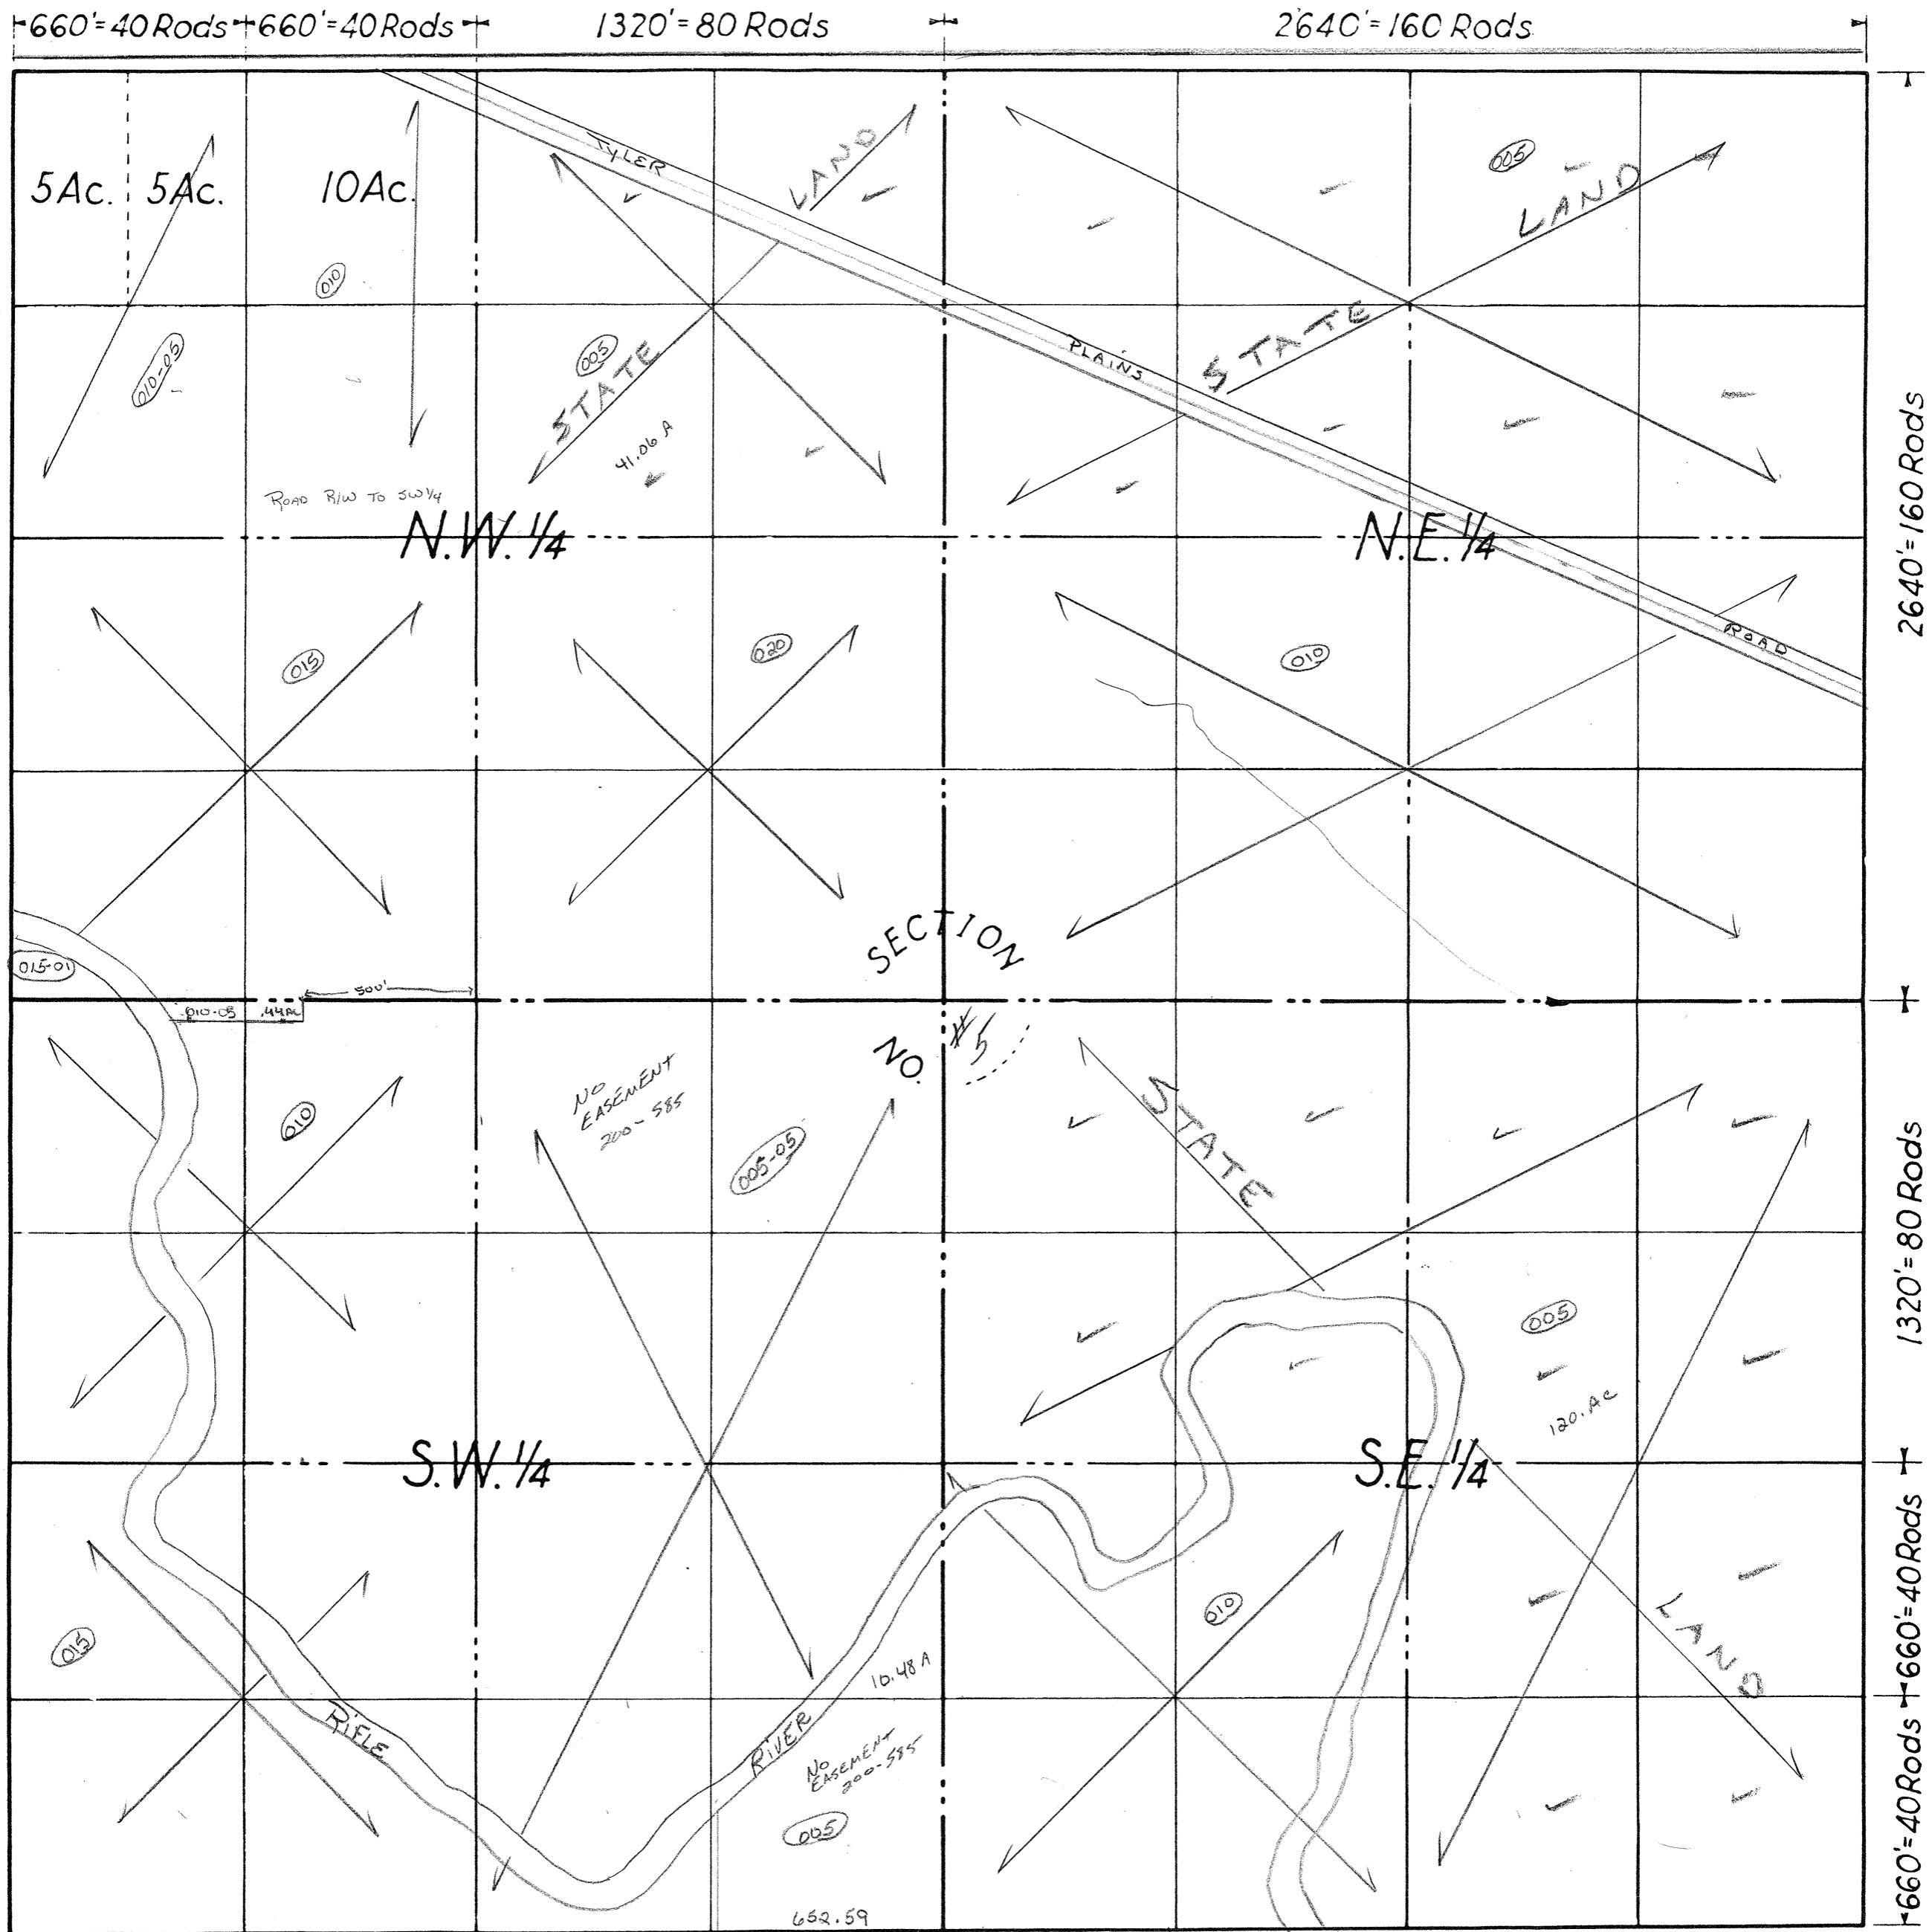 660'=40 Rods 660'=40 Rods 1320'=80 Rods 2640'=160 Rods
5Ac. 5Ac. 10Ac.
TYLER
LAND
005
LAND
010
010-05
005
STATE
41.06 A
PLAINS
STATE
2640'=160 Rods
ROAD R/W TO SW 1/4
N.W. 1/4
N.E. 1/4
ROAD
015
020
010
015-01
SECTION
NO. #5
500'
010-05 .44AC
010
NO
EASEMENT
200-585
005-05
STATE
1320'=80 Rods
005
120.AC
S.W. 1/4
S.E. 1/4
660'=40 Rods
015
010
LAND
10.48 A
RIFLE
RIVER
NO
EASEMENT
200-585
005
660'=40 Rods
652.59